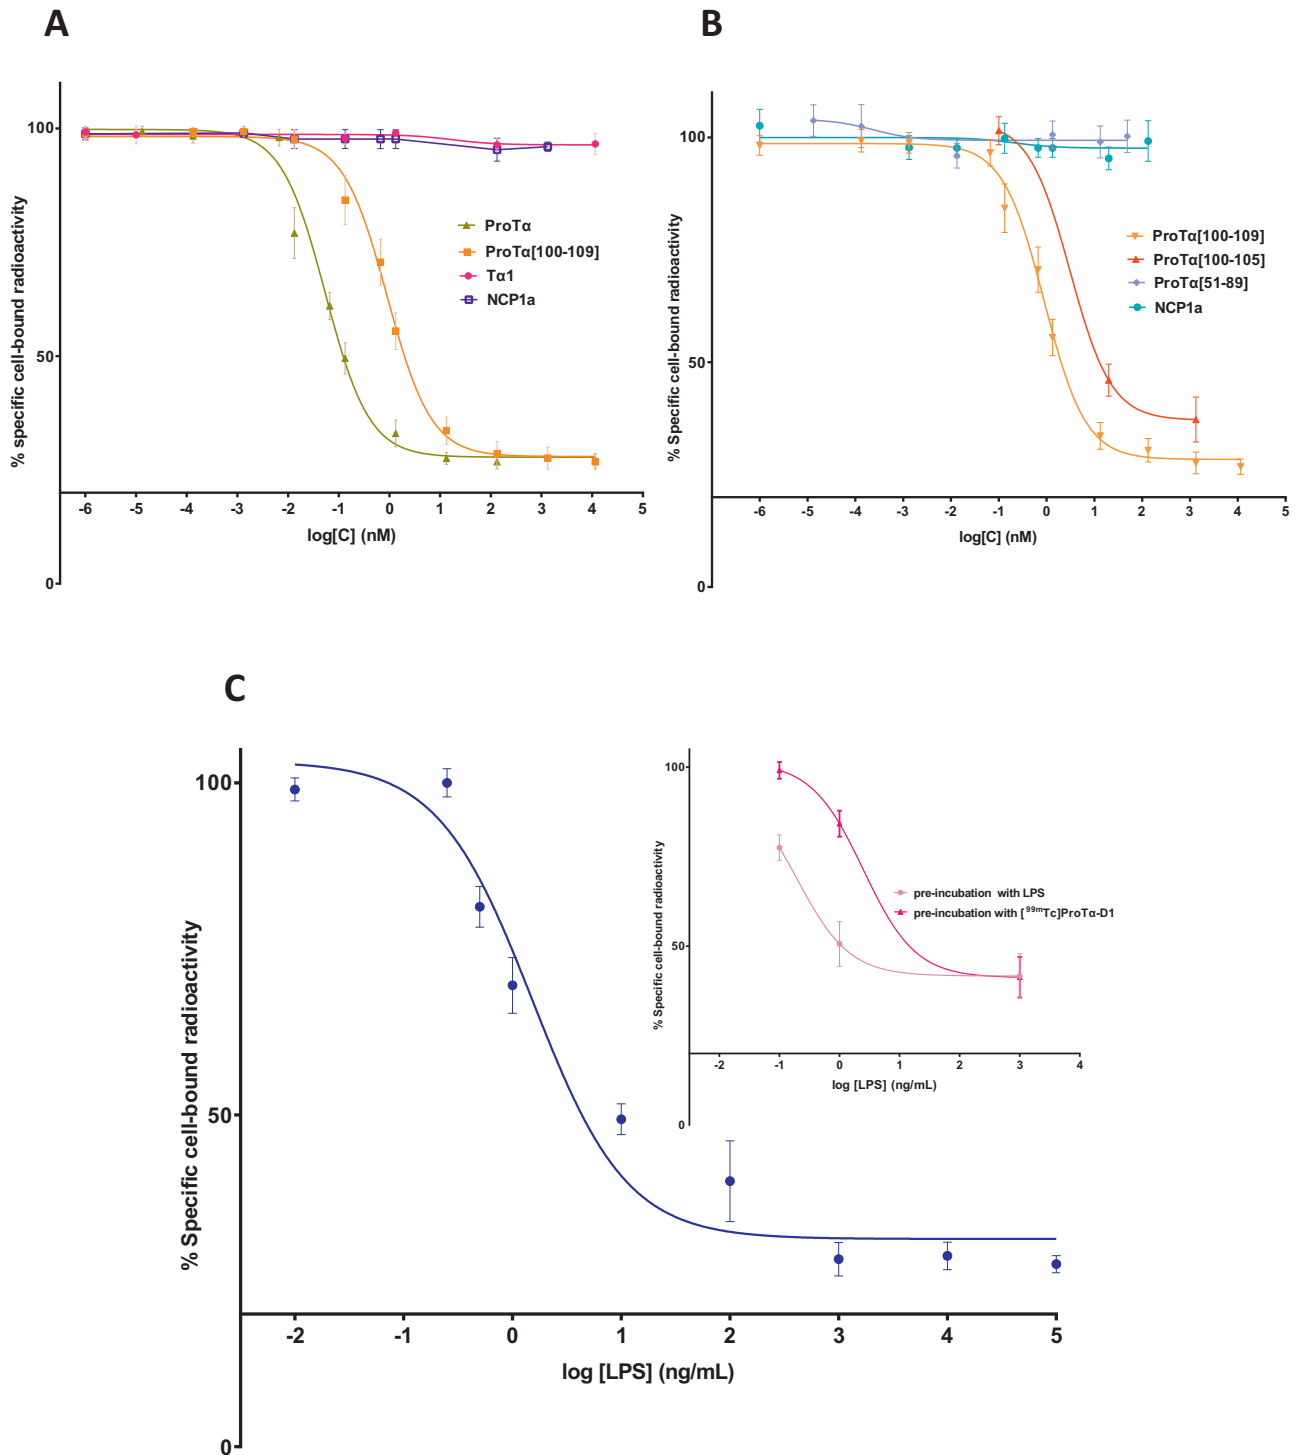 A
% specific cell-bound radioactivity
100
50
0
-6 -5 -4 -3 -2 -1 0 1 2 3 4 5
log[C] (nM)
ProTα
ProTα[100-109]
Tα1
NCP1a
B
% Specific cell-bound radioactivity
100
50
0
-6 -5 -4 -3 -2 -1 0 1 2 3 4 5
log[C] (nM)
ProTα[100-109]
ProTα[100-105]
ProTα[51-89]
NCP1a
C
% Specific cell-bound radioactivity
100
50
0
-2 -1 0 1 2 3 4 5
log [LPS] (ng/mL)
% Specific cell-bound radioactivity
100
50
0
-2 -1 0 1 2 3 4
log [LPS] (ng/mL)
pre-incubation with LPS
pre-incubation with [⁹⁹ᵐTc]ProTα-D1